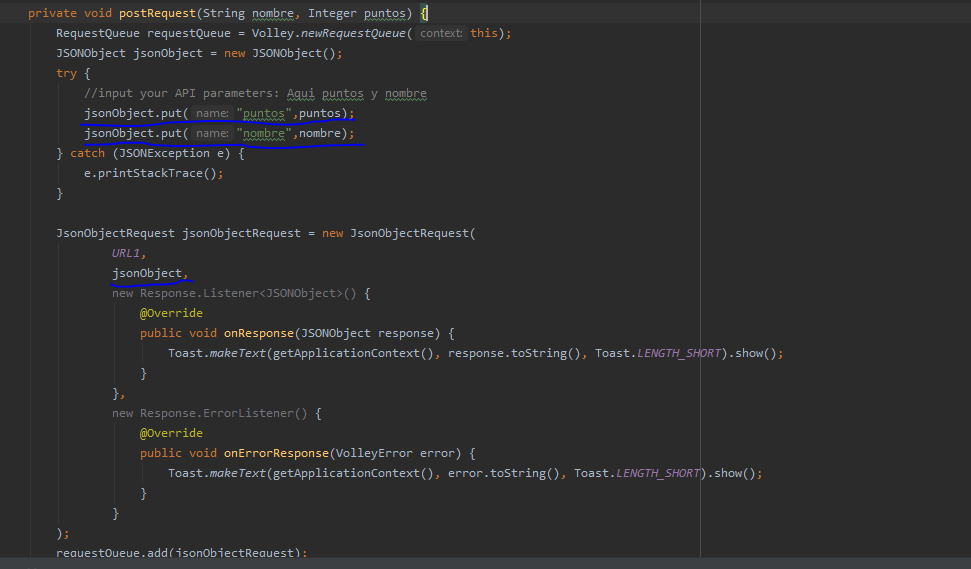 private void postRequest(String nombre, Integer puntos) {
RequestQueue requestQueue = Volley.newRequestQueue( context: this);
JSONObject jsonObject = new JSONObject();
try {
//input your API parameters: Aqui puntos y nombre
jsonObject.put( name: "puntos",puntos);
jsonObject.put( name: "nombre",nombre);
} catch (JSONException e) {
e.printStackTrace();
}
JsonObjectRequest jsonObjectRequest = new JsonObjectRequest(
URL1,
jsonObject,
new Response.Listener<JSONObject>() {
@Override
public void onResponse(JSONObject response) {
Toast.makeText(getApplicationContext(), response.toString(), Toast.LENGTH_SHORT).show();
}
},
new Response.ErrorListener() {
@Override
public void onErrorResponse(VolleyError error) {
Toast.makeText(getApplicationContext(), error.toString(), Toast.LENGTH_SHORT).show();
}
}
);
requestQueue.add(jsonObjectRequest);